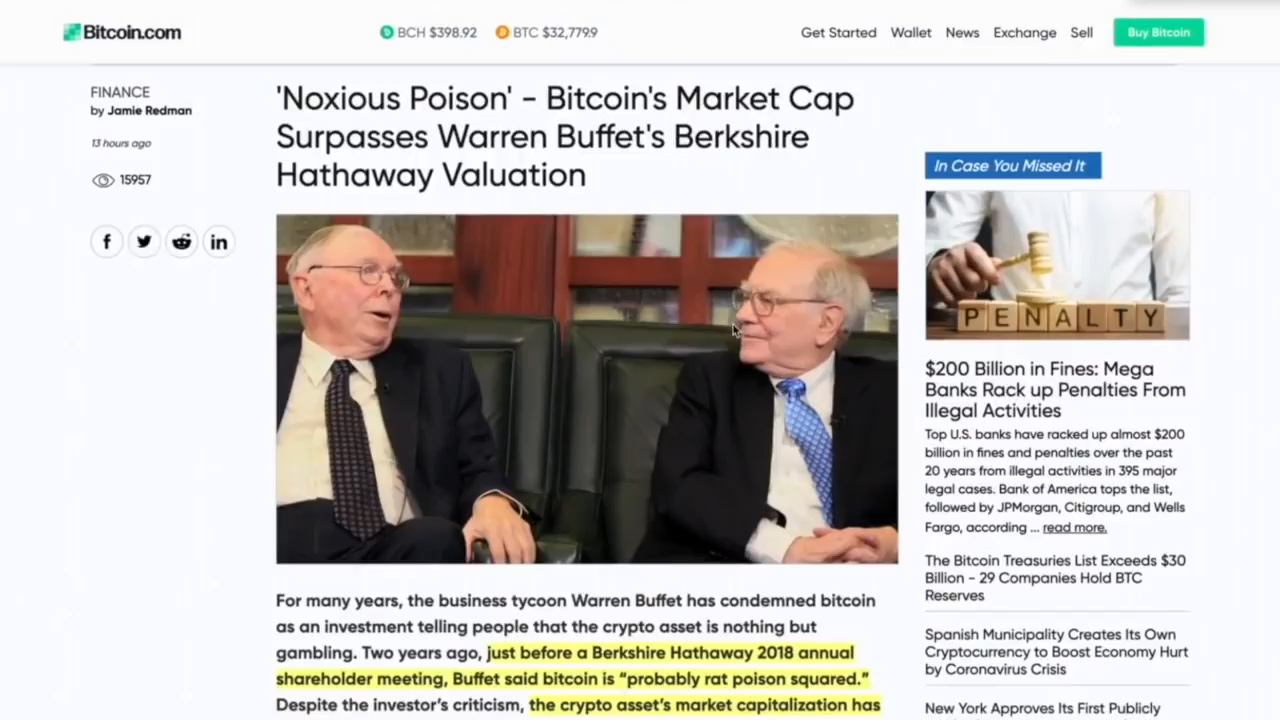 Bitcoin.com
BCH $398.92 BTC $32,779.9
Get Started Wallet News Exchange Sell Buy Bitcoin
FINANCE
by Jamie Redman
13 hours ago
15957
'Noxious Poison' - Bitcoin's Market Cap
Surpasses Warren Buffet's Berkshire
Hathaway Valuation
For many years, the business tycoon Warren Buffet has condemned bitcoin
as an investment telling people that the crypto asset is nothing but
gambling. Two years ago, just before a Berkshire Hathaway 2018 annual
shareholder meeting, Buffet said bitcoin is “probably rat poison squared.”
Despite the investor's criticism, the crypto asset's market capitalization has
In Case You Missed It
PENALTY
$200 Billion in Fines: Mega
Banks Rack up Penalties From
Illegal Activities
Top U.S. banks have racked up almost $200
billion in fines and penalties over the past
20 years from illegal activities in 395 major
legal cases. Bank of America tops the list,
followed by JPMorgan, Citigroup, and Wells
Fargo, according ... read more.
The Bitcoin Treasuries List Exceeds $30
Billion - 29 Companies Hold BTC
Reserves
Spanish Municipality Creates Its Own
Cryptocurrency to Boost Economy Hurt
by Coronavirus Crisis
New York Approves Its First Publicly